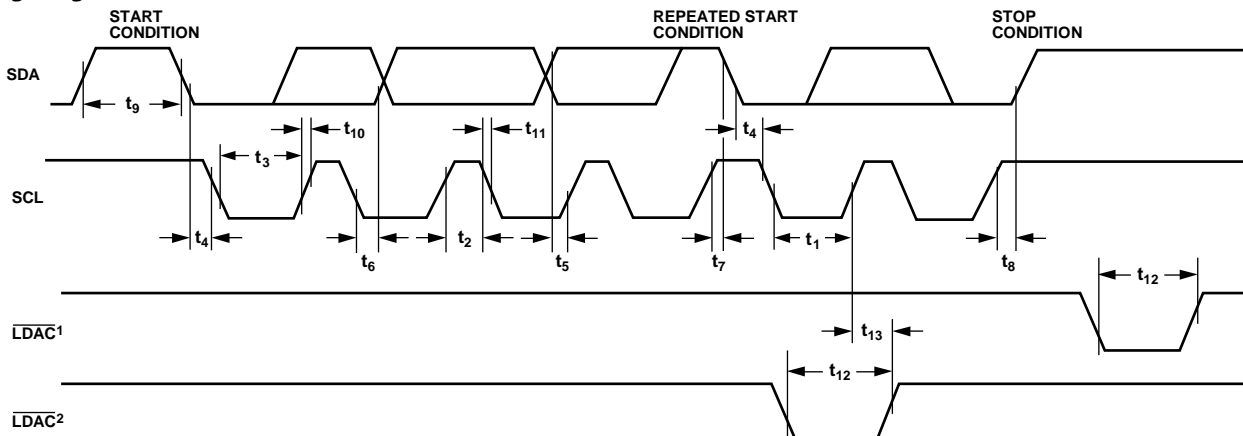 START
CONDITION
REPEATED START
CONDITION
STOP
CONDITION
SDA
t9
t10
t11
t4
t3
SCL
t4
t6
t2
t5
t7
t1
t8
t12
LDAC1
t13
t12
LDAC2